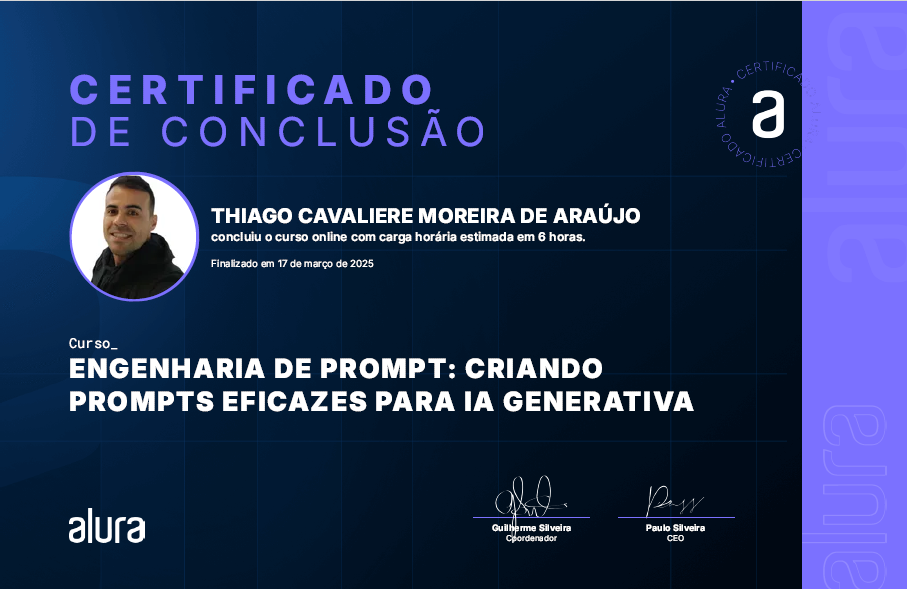 CERTIFICADO
DE CONCLUSÃO
CERTIFICADO ALURA • CERTIFICA
a
THIAGO CAVALIERE MOREIRA DE ARAÚJO
concluiu o curso online com carga horária estimada em 6 horas.
Finalizado em 17 de março de 2025
Curso_
ENGENHARIA DE PROMPT: CRIANDO
PROMPTS EFICAZES PARA IA GENERATIVA
alura
Guilherme Silveira
Coordenador
Paulo Silveira
CEO
alura
alura